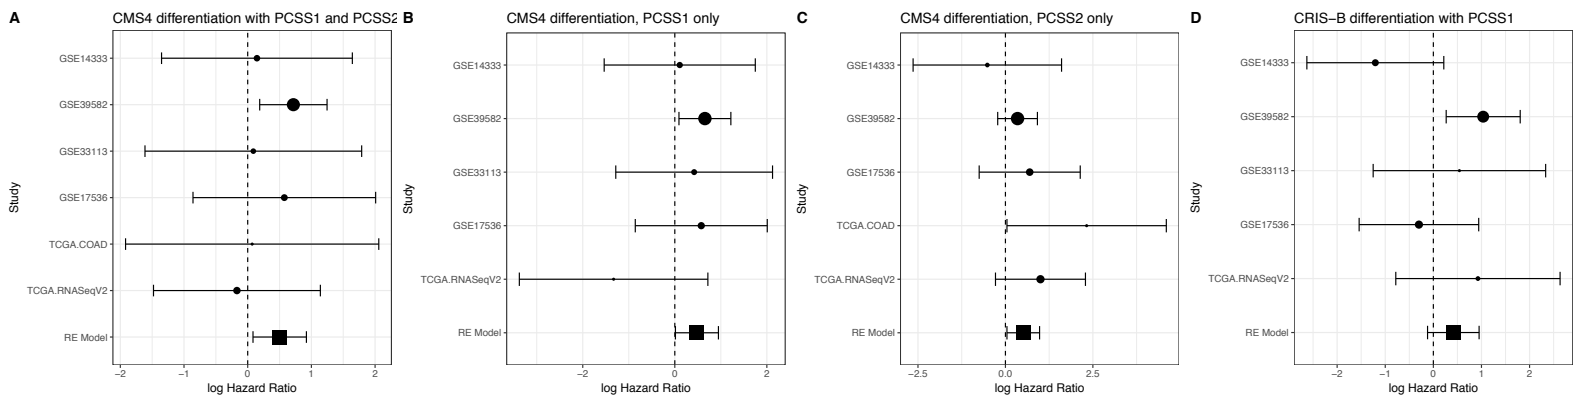 A
CMS4 differentiation with PCSS1 and PCSS2
Study
GSE14333
GSE39582
GSE33113
GSE17536
TCGA.COAD
TCGA.RNASeqV2
RE Model
−2 −1 0 1 2
log Hazard Ratio
B
CMS4 differentiation, PCSS1 only
Study
GSE14333
GSE39582
GSE33113
GSE17536
TCGA.RNASeqV2
RE Model
−2 0 2
log Hazard Ratio
C
CMS4 differentiation, PCSS2 only
Study
GSE14333
GSE39582
GSE17536
TCGA.COAD
TCGA.RNASeqV2
RE Model
−2.5 0.0 2.5
log Hazard Ratio
D
CRIS−B differentiation with PCSS1
Study
GSE14333
GSE39582
GSE33113
GSE17536
TCGA.RNASeqV2
RE Model
−2 −1 0 1 2
log Hazard Ratio